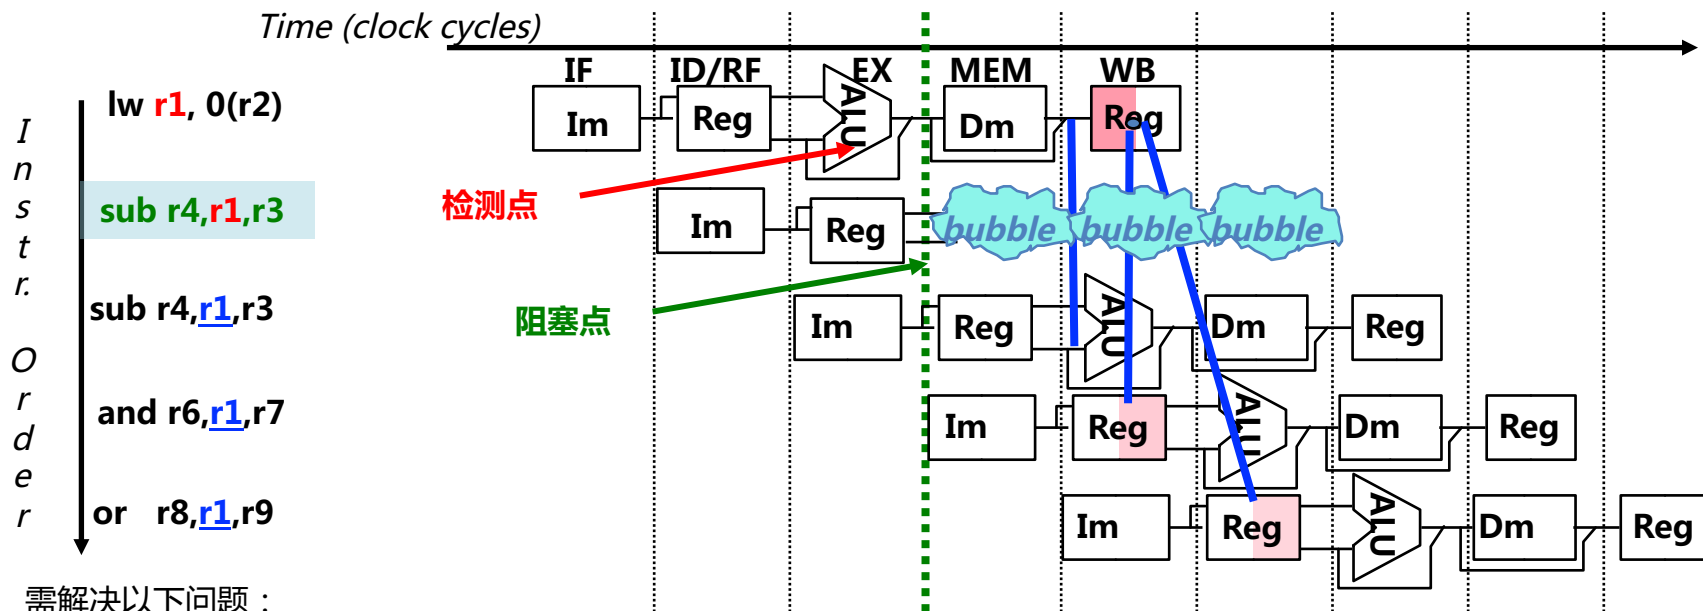 Time (clock cycles)
IF ID/RF EX MEM WB
Instr. Order
lw r1, 0(r2)
Im Reg ALU Dm Reg
检测点
sub r4,r1,r3
Im Reg bubble bubble bubble
阻塞点
sub r4,r1,r3
Im Reg ALU Dm Reg
and r6,r1,r7
Im Reg ALU Dm Reg
or r8,r1,r9
Im Reg ALU Dm Reg
需解决以下问题：